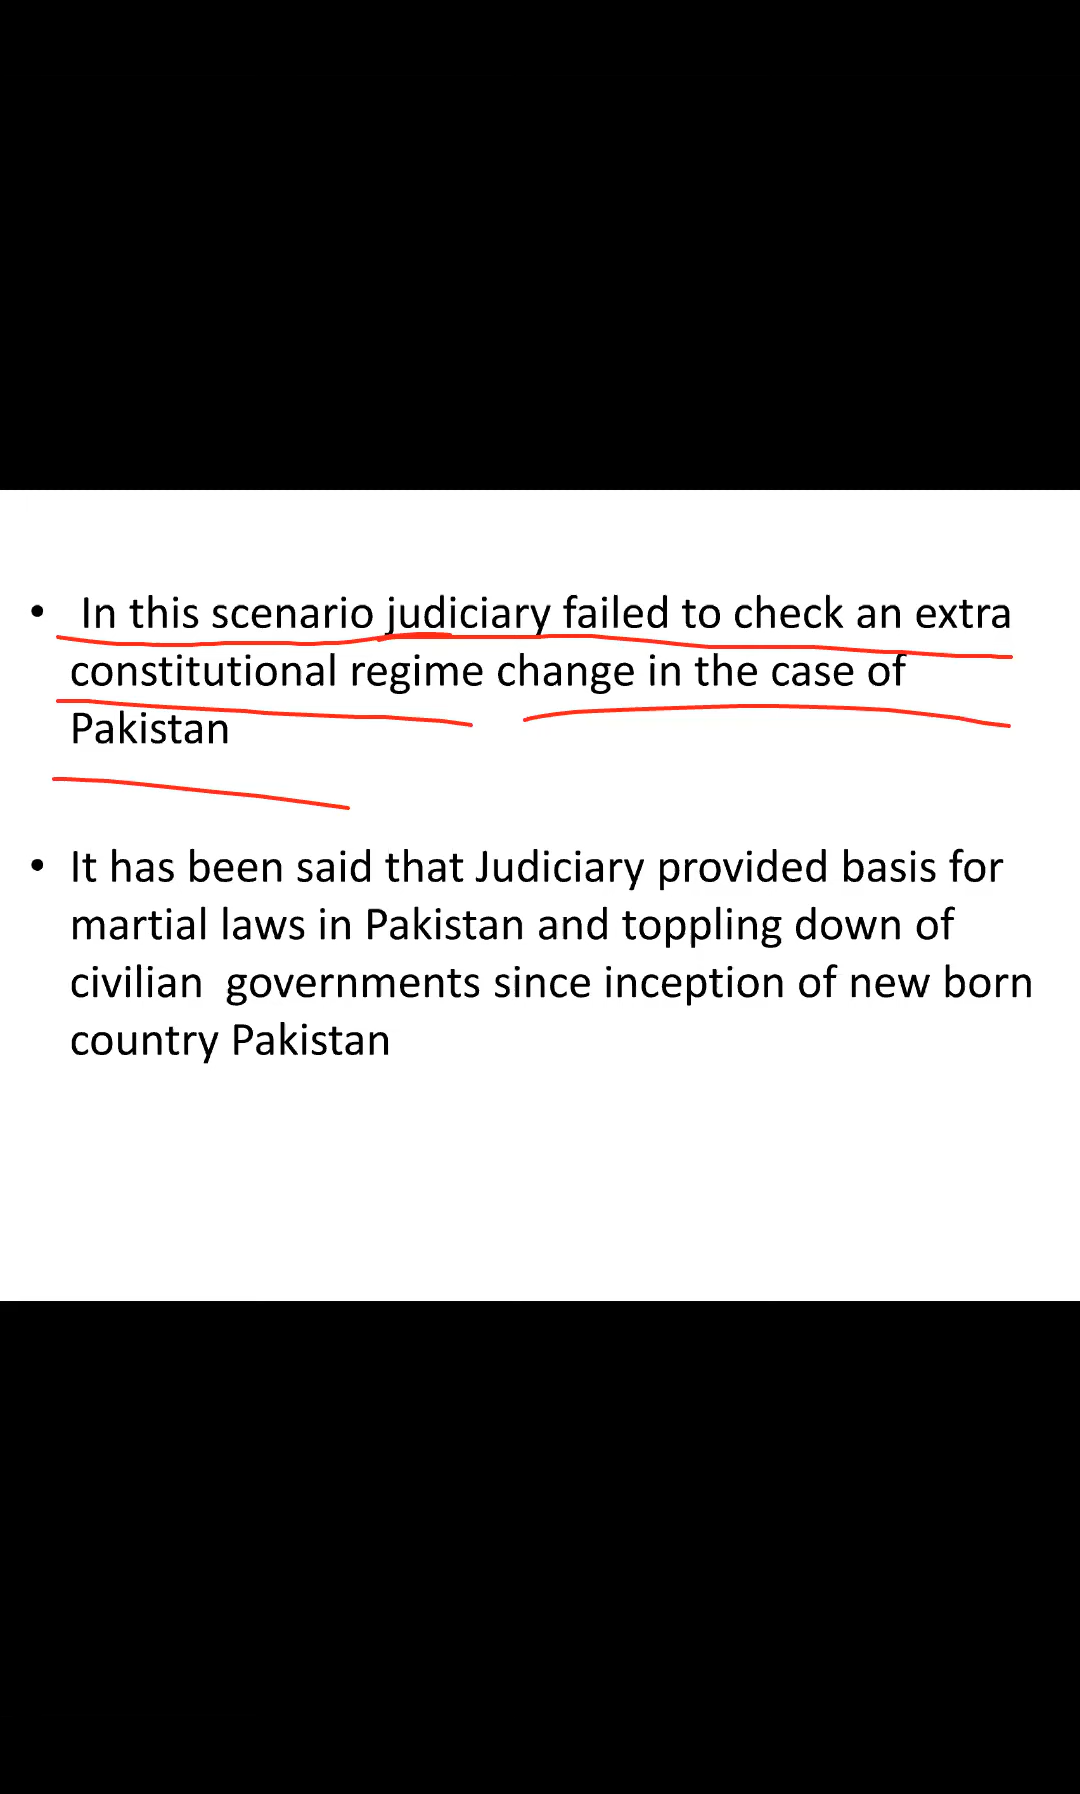 • In this scenario judiciary failed to check an extra
constitutional regime change in the case of
Pakistan
• It has been said that Judiciary provided basis for
martial laws in Pakistan and toppling down of
civilian governments since inception of new born
country Pakistan